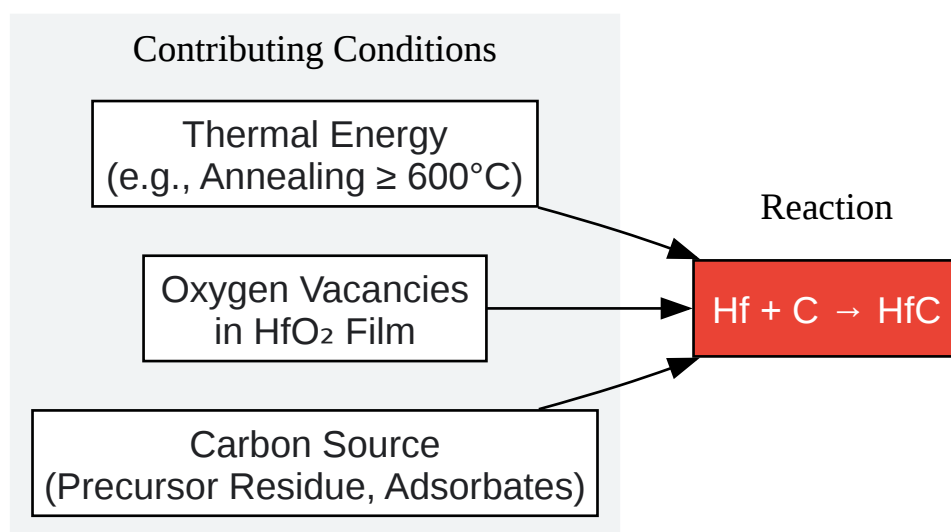 Contributing Conditions
Thermal Energy
(e.g., Annealing ≥ 600°C)
Oxygen Vacancies
in HfO₂ Film
Carbon Source
(Precursor Residue, Adsorbates)
Reaction
Hf + C → HfC